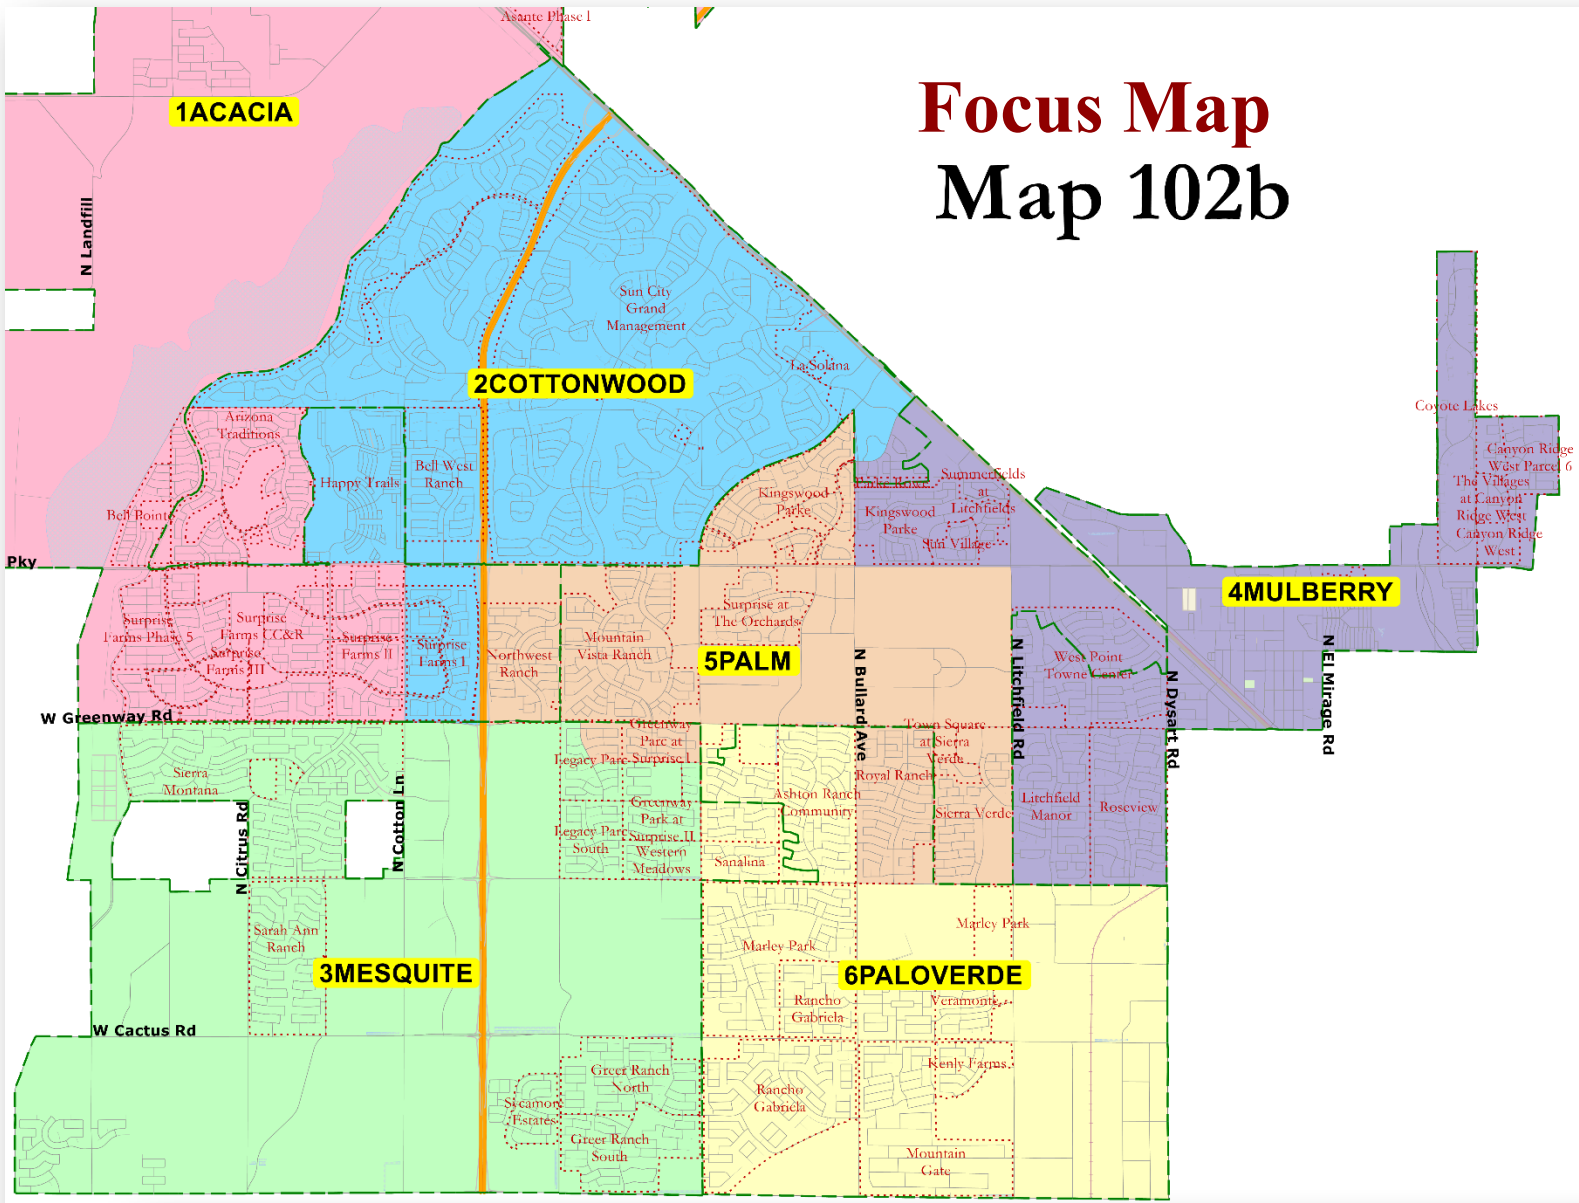 Asante Phase I
Focus Map
Map 102b
1ACACIA
N Landfill
Sun City
Grand
Management
La Solana
2COTTONWOOD
Arizona
Traditions
Happy Trails
Bell West
Ranch
Bell Pointe
Kingswood
Parke
Parke Rowe
Kingswood
Parke
Summerfields
at
Litchfields
Sun Village
Coyote Lakes
Canyon Ridge
West Parcel 6
The Villages
at Canyon
Ridge West
Canyon Ridge
West
Pky
4MULBERRY
Surprise
Farms Phase 5
Surprise
Farms CC&R
Surprise
Farms III
Surprise
Farms II
Surprise
Farms I
Northwest
Ranch
Mountain
Vista Ranch
Surprise at
The Orchards
5PALM
N Bullard Ave
N Litchfield Rd
West Point
Towne Center
N Dysart Rd
N El Mirage Rd
W Greenway Rd
Sierra
Montana
N Citrus Rd
N Cotton Ln
Legacy Parc
Greenway
Parc at
Surprise I
Legacy Parc
South
Greenway
Park at
Surprise II
Western
Meadows
Ashton Ranch
Community
Sanalina
Royal Ranch
Town Square
at Sierra
Verde
Sierra Verde
Litchfield
Manor
Roseview
Sarah Ann
Ranch
3MESQUITE
Marley Park
Marley Park
6PALOVERDE
Rancho
Gabriela
Veramonte
W Cactus Rd
Greer Ranch
North
Sycamore
Estates
Greer Ranch
South
Rancho
Gabriela
Kenly Farms
Mountain
Gate